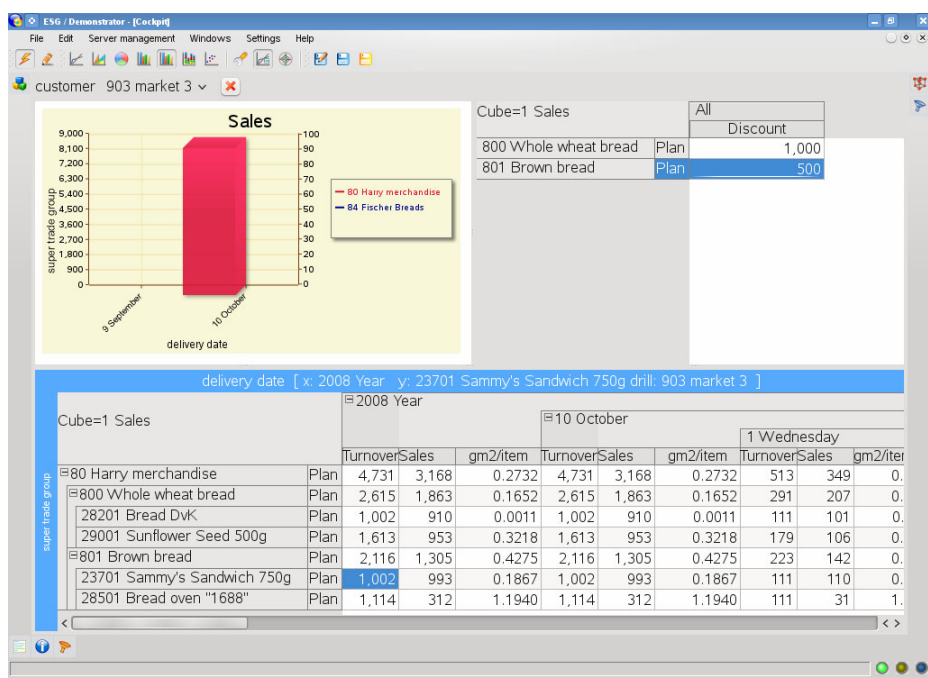 ESG / Demonstrator - [Cockpit]
File Edit Server management Windows Settings Help
customer 903 market 3
Sales
9,000 100
8,100 90
7,200 80
6,300 70
5,400 60
4,500 50
3,600 40
2,700 30
1,800 20
900 10
0 0
super trade group
9 September 10 October
delivery date
80 Harry merchandise
84 Fischer Breads
Cube=1 Sales All
Discount
800 Whole wheat bread Plan 1,000
801 Brown bread Plan 500
delivery date [ x: 2008 Year y: 23701 Sammy's Sandwich 750g drill: 903 market 3 ]
super trade group
2008 Year
Cube=1 Sales 10 October
1 Wednesday
Turnover Sales gm2/item Turnover Sales gm2/item Turnover Sales gm2/iter
80 Harry merchandise Plan 4,731 3,168 0.2732 4,731 3,168 0.2732 513 349 0.
800 Whole wheat bread Plan 2,615 1,863 0.1652 2,615 1,863 0.1652 291 207 0.
28201 Bread DvK Plan 1,002 910 0.0011 1,002 910 0.0011 111 101 0.
29001 Sunflower Seed 500g Plan 1,613 953 0.3218 1,613 953 0.3218 179 106 0.
801 Brown bread Plan 2,116 1,305 0.4275 2,116 1,305 0.4275 223 142 0.
23701 Sammy's Sandwich 750g Plan 1,002 993 0.1867 1,002 993 0.1867 111 110 0.
28501 Bread oven "1688" Plan 1,114 312 1.1940 1,114 312 1.1940 111 31 1.